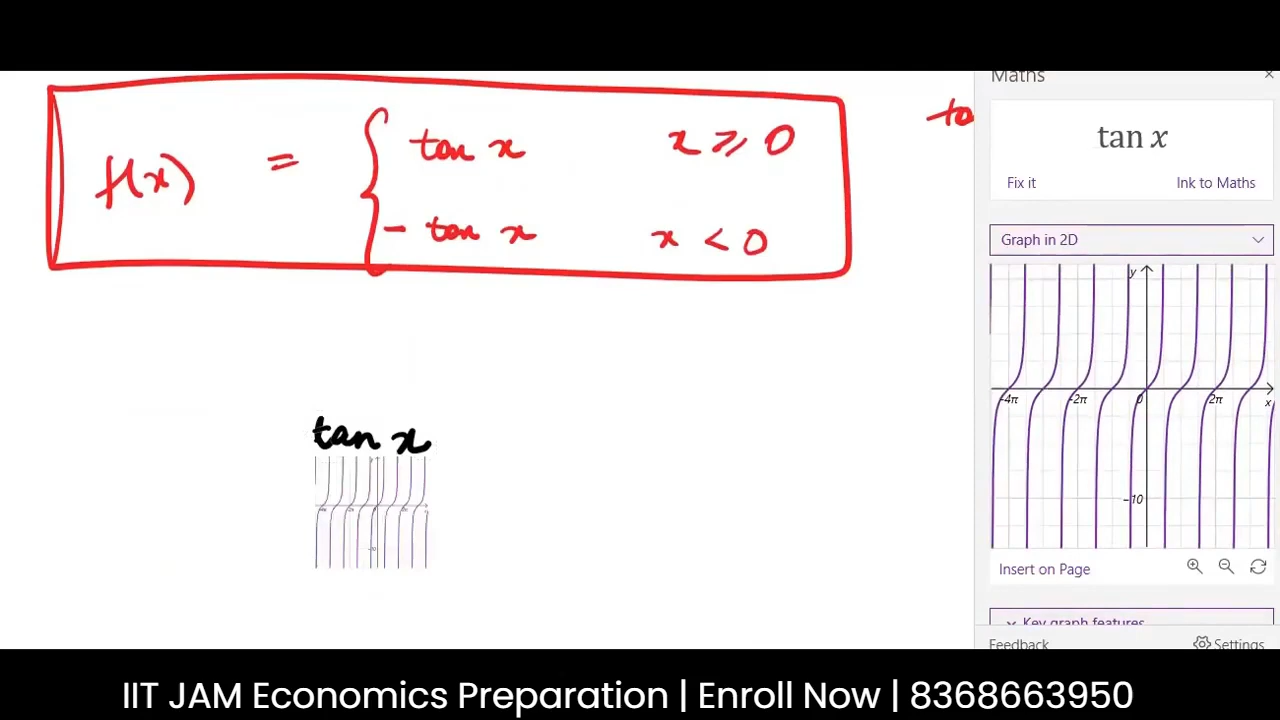 f(x) = { tan x x ≥ 0
- tan x x < 0
ta
Maths
×
tan x
Fix it Ink to Maths
Graph in 2D
y
-4π -2π 0 2π x
-10
Insert on Page
Key graph features
Feedback Settings
tan x
IIT JAM Economics Preparation | Enroll Now | 8368663950